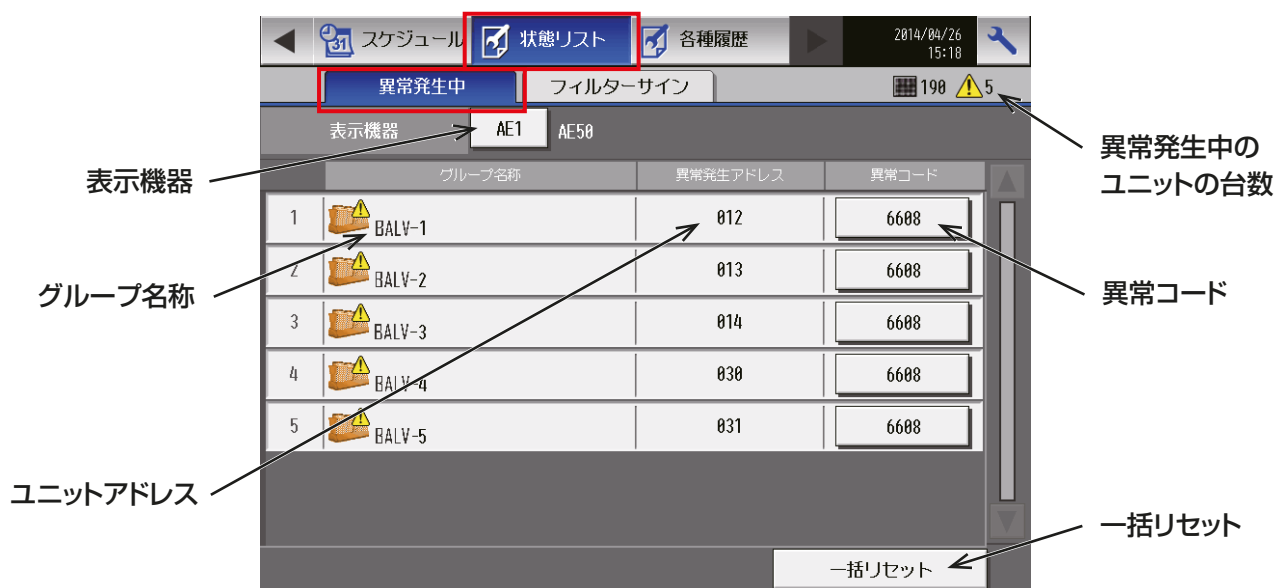 スケジュール 状態リスト 各種履歴 2014/04/26
15:18
異常発生中 フィルターサイン 190 5
表示機器 AE1 AE50
グループ名称 異常発生アドレス 異常コード
1 BALV-1 012 6608
2 BALV-2 013 6608
3 BALV-3 014 6608
4 BALV-4 030 6608
5 BALV-5 031 6608
一括リセット
表示機器
グループ名称
ユニットアドレス
異常発生中の
ユニットの台数
異常コード
一括リセット